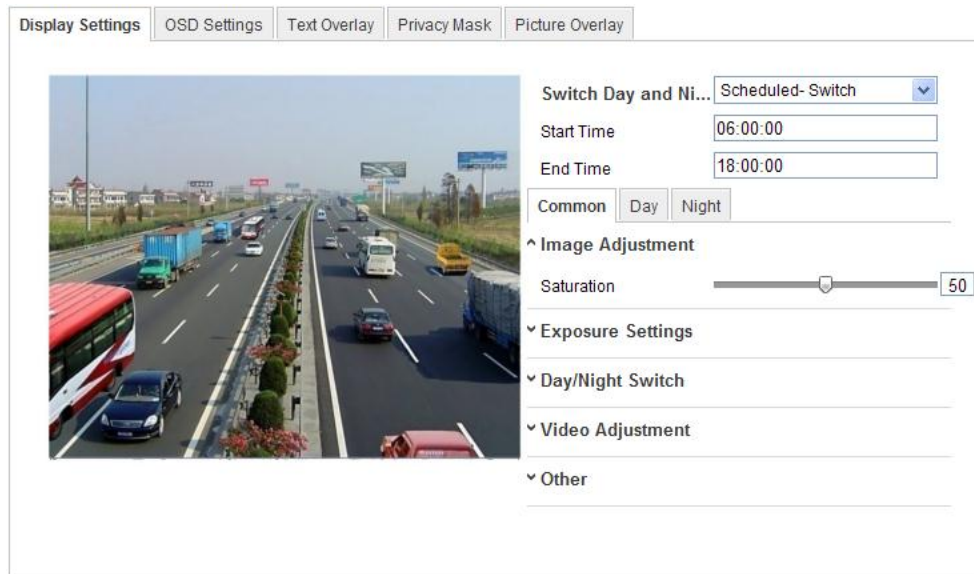 Display Settings OSD Settings Text Overlay Privacy Mask Picture Overlay
Switch Day and Ni... Scheduled- Switch
Start Time 06:00:00
End Time 18:00:00
Common Day Night
Image Adjustment
Saturation 50
Exposure Settings
Day/Night Switch
Video Adjustment
Other